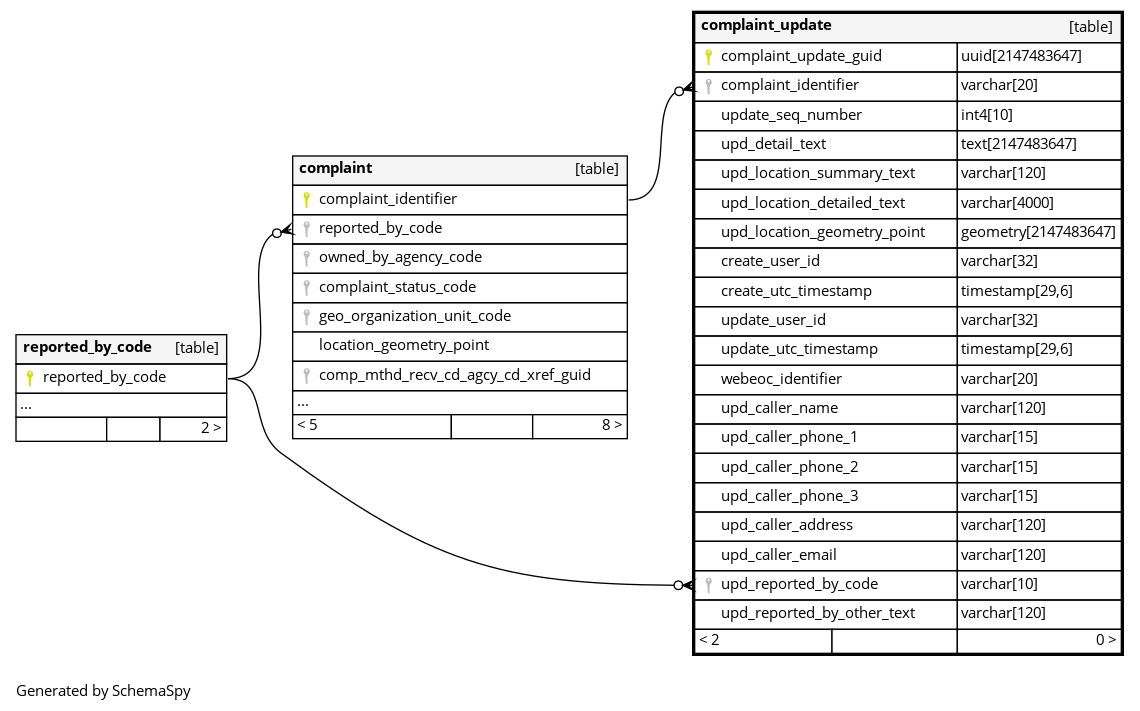 complaint_update [table]
complaint_update_guid uuid[2147483647]
complaint_identifier varchar[20]
update_seq_number int4[10]
upd_detail_text text[2147483647]
upd_location_summary_text varchar[120]
upd_location_detailed_text varchar[4000]
upd_location_geometry_point geometry[2147483647]
create_user_id varchar[32]
create_utc_timestamp timestamp[29,6]
update_user_id varchar[32]
update_utc_timestamp timestamp[29,6]
webeoc_identifier varchar[20]
upd_caller_name varchar[120]
upd_caller_phone_1 varchar[15]
upd_caller_phone_2 varchar[15]
upd_caller_phone_3 varchar[15]
upd_caller_address varchar[120]
upd_caller_email varchar[120]
upd_reported_by_code varchar[10]
upd_reported_by_other_text varchar[120]
< 2 0 >
complaint [table]
complaint_identifier
reported_by_code
owned_by_agency_code
complaint_status_code
geo_organization_unit_code
location_geometry_point
comp_mthd_recv_cd_agcy_cd_xref_guid
...
< 5 8 >
reported_by_code [table]
reported_by_code
...
2 >
Generated by SchemaSpy